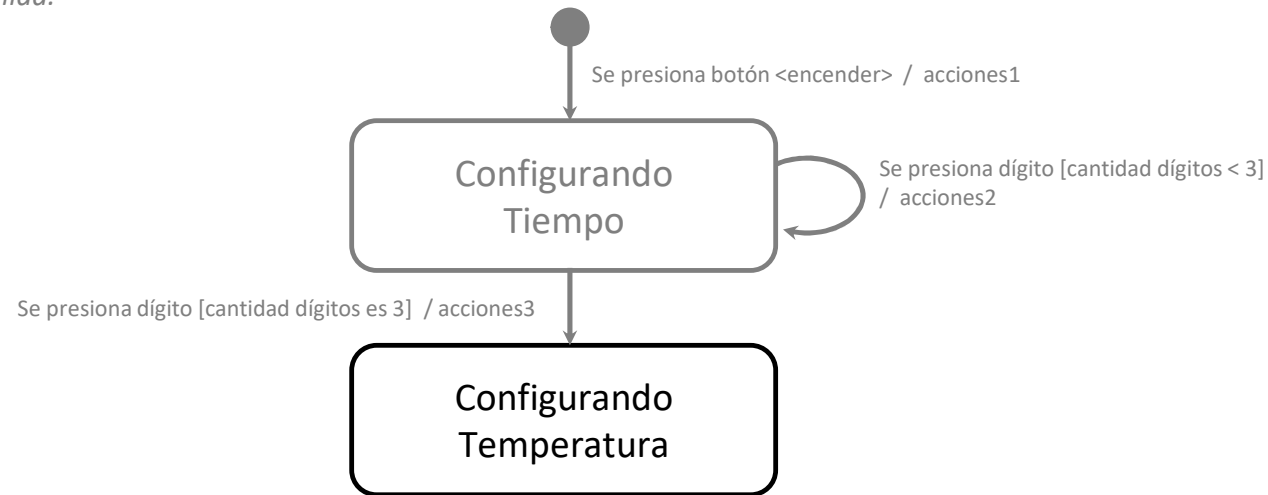 Se presiona botón <encender> / acciones1
Configurando
Tiempo
Se presiona dígito [cantidad dígitos < 3]
/ acciones2
Se presiona dígito [cantidad dígitos es 3] / acciones3
Configurando
Temperatura